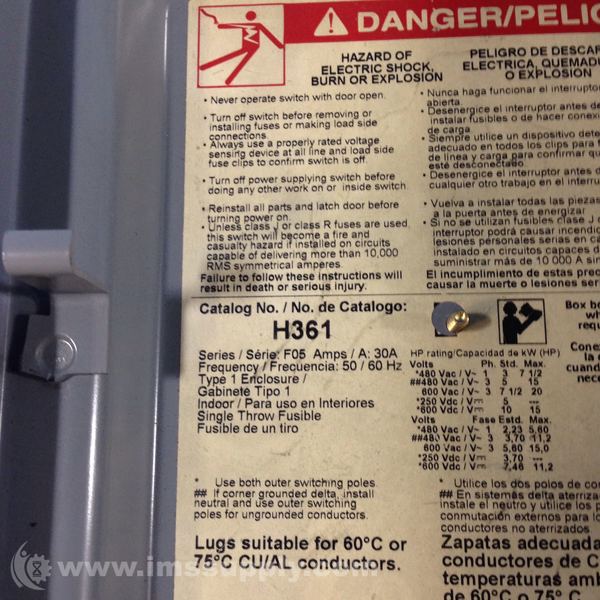 DANGER/PELIG
HAZARD OF
ELECTRIC SHOCK,
BURN OR EXPLOSION
• Never operate switch with door open.
• Turn off switch before removing or
installing fuses or making load side
connections.
• Always use a properly rated voltage
sensing device at all line and load side
fuse clips to confirm switch is off.
• Turn off power supplying switch before
doing any other work on or inside switch.
• Reinstall all parts and latch door before
turning power on.
• Unless class J or class R fuses are used,
this switch will become a fire and
casualty hazard if installed on circuits
capable of delivering more than 10,000
RMS symmetrical amperes.
Failure to follow these instructions will
result in death or serious injury.
PELIGRO DE DESCAR
ELECTRICA, QUEMADU
O EXPLOSION
• Nunca haga funcionar el interruptor
abierta.
• Desenergice el interruptor antes de
instalar fusibles o de hacer conex
de carga.
• Siempre utilice un dispositivo dete
adecuado en todos los clips para f
de línea y carga para confirmar qu
esté desconectado.
• Desenergice el interruptor antes de
cualquier otro trabajo en el interru
• Vuelva a instalar todas las piezas
a la puerta antes de energizar
• Si no se utilizan fusibles clase J o
interruptor podrá causar incendio
lesiones personales serias en
instalado en circuitos capaces d
suministrar más de 10 000 A sim
El incumplimiento de estas prec
causar la muerte o lesiones seri
Catalog No. / No. de Catalogo:
H361
Series / Série: F05 Amps / A: 30A
Frequency / Frecuencia: 50 / 60 Hz
Type 1 Enclosure /
Gabinete Tipo 1
Indoor / Para uso en Interiores
Single Throw Fusible
Fusible de un tiro
HP rating/Capacidad de kW (HP)
Volts Ph. Std. Max.
*480 Vac / V~ 1 3 7 1/2
##480 Vac / V~ 3 5 15
600 Vac / V~ 3 7 1/2 20
*250 Vdc / V 5 ---
*600 Vdc / V 10 15
Volts Fase Estd. Max.
*480 Vac / V~ 1 2,23 5,60
##480 Vac / V~ 3 3,70 11,2
600 Vac / V~ 3 5,60 15,0
*250 Vdc / V 3,70 ---
*600 Vdc / V 7,46 11,2
Box bo
wh
requ
Conex
la c
cuand
nece
* Use both outer switching poles.
## If corner grounded delta, install
neutral and use outer switching
poles for ungrounded conductors.
* Utilice los dos polos de con
## En sistemas delta aterriza
instale el neutro y utilice los p
conmutación externos para lo
conductores no aterrizados.
Lugs suitable for 60°C or
75°C CU/AL conductors.
Zapatas adecuada
conductores de C
temperaturas amb
de 60°C o 75°C
www.imssupply.com